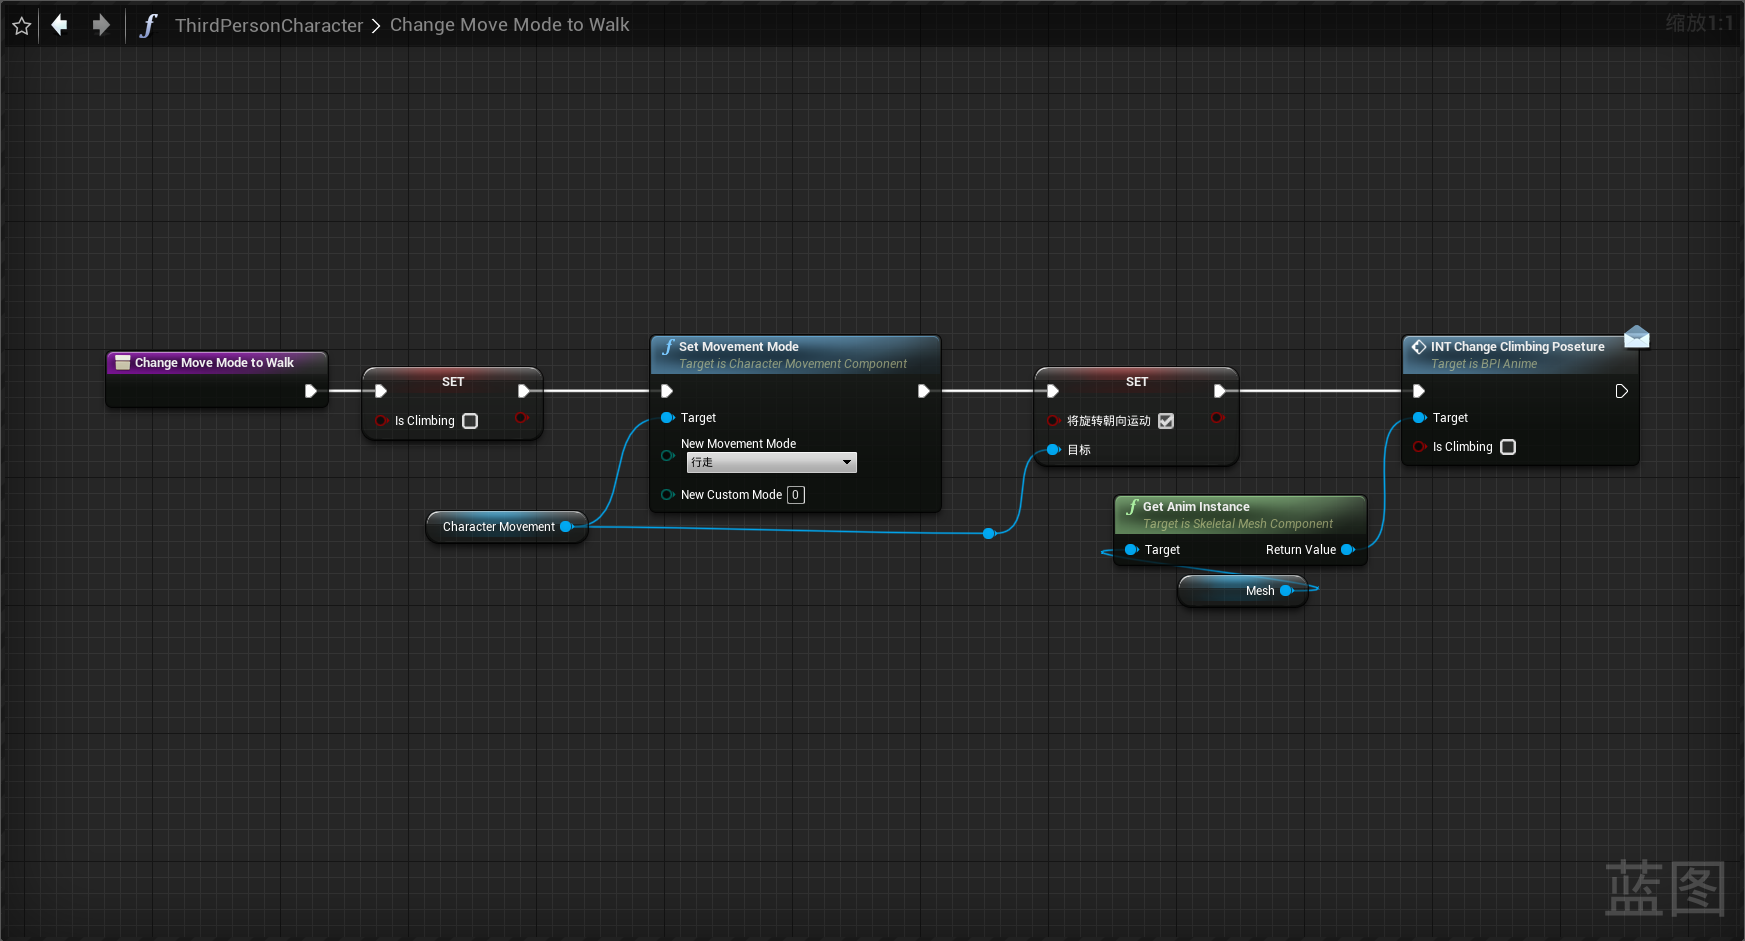 ThirdPersonCharacter > Change Move Mode to Walk
缩放1:1
Change Move Mode to Walk
SET
Is Climbing
Set Movement Mode
Target is Character Movement Component
Target
New Movement Mode
行走
New Custom Mode 0
Character Movement
SET
将旋转朝向运动
目标
INT Change Climbing Poseture
Target is BPI Anime
Target
Is Climbing
Get Anim Instance
Target is Skeletal Mesh Component
Target Return Value
Mesh
蓝图